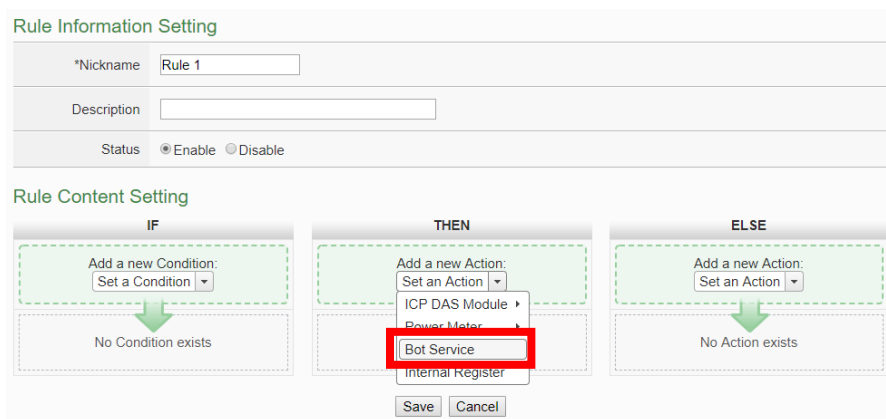 Rule Information Setting
*Nickname Rule 1
Description
Status Enable Disable
Rule Content Setting
IF THEN ELSE
Add a new Condition: Add a new Action: Add a new Action:
Set a Condition Set an Action Set an Action
ICP DAS Module
Power Meter
No Condition exists Bot Service No Action exists
Internal Register
Save Cancel